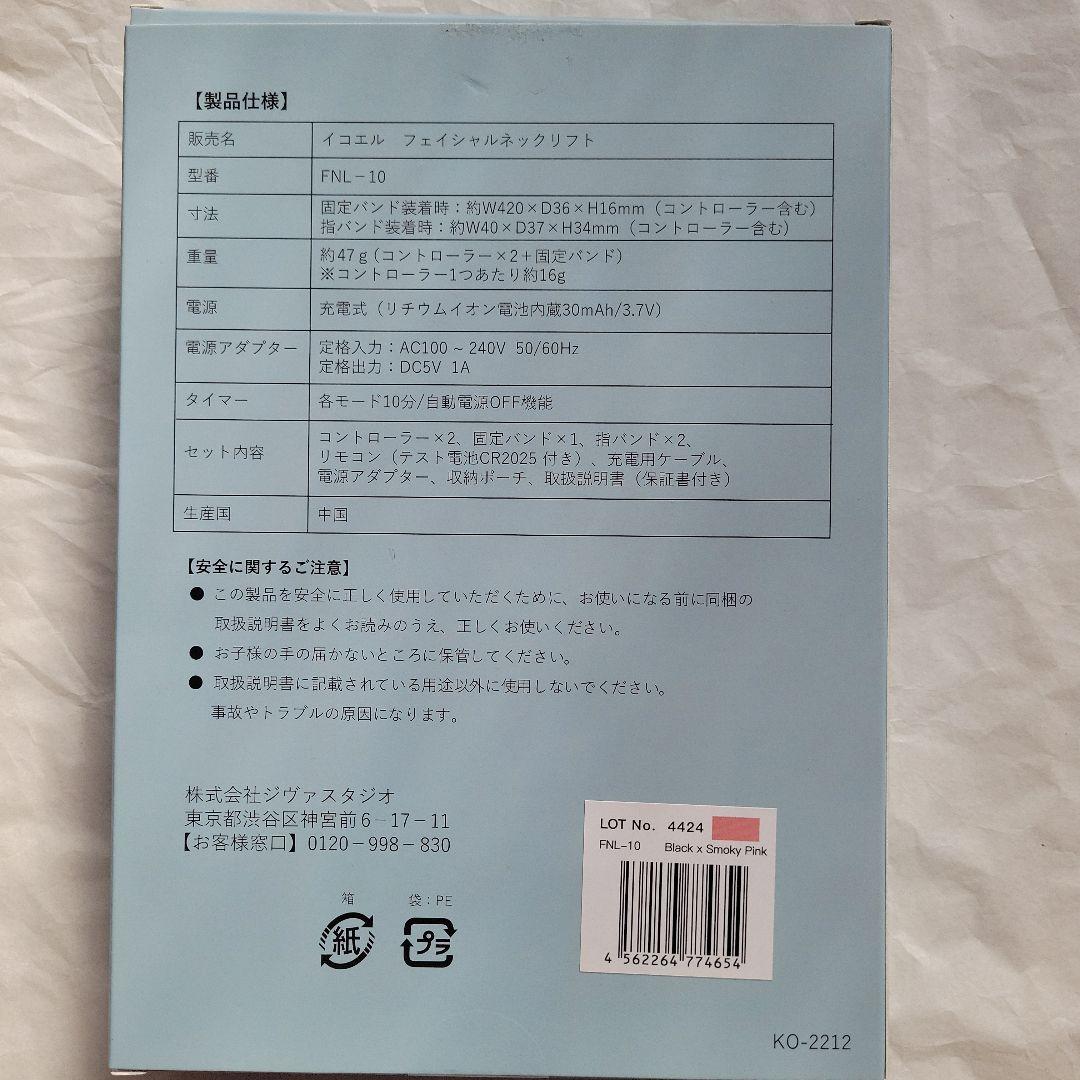 【製品仕様】
販売名 イコエル フェイシャルネックリフト
型番 FNL-10
寸法 固定バンド装着時：約W420×D36×H16mm（コントローラー含む）
指バンド装着時：約W40×D37×H34mm（コントローラー含む）
重量 約47g（コントローラー×2＋固定バンド）
※コントローラー1つあたり約16g
電源 充電式（リチウムイオン電池内蔵30mAh/3.7V）
電源アダプター 定格入力：AC100 ~ 240V 50/60Hz
定格出力：DC5V 1A
タイマー 各モード10分/自動電源OFF機能
セット内容 コントローラー×2、固定バンド×1、指バンド×2、
リモコン（テスト電池CR2025 付き）、充電用ケーブル、
電源アダプター、収納ポーチ、取扱説明書（保証書付き）
生産国 中国
【安全に関するご注意】
● この製品を安全に正しく使用していただくために、お使いになる前に同梱の
取扱説明書をよくお読みのうえ、正しくお使いください。
● お子様の手の届かないところに保管してください。
● 取扱説明書に記載されている用途以外に使用しないでください。
事故やトラブルの原因になります。
株式会社ジヴァスタジオ
東京都渋谷区神宮前6-17-11
【お客様窓口】0120-998-830
箱 袋：PE
紙 プラ
LOT No. 4424
FNL-10 Black x Smoky Pink
4 562264 774654
KO-2212